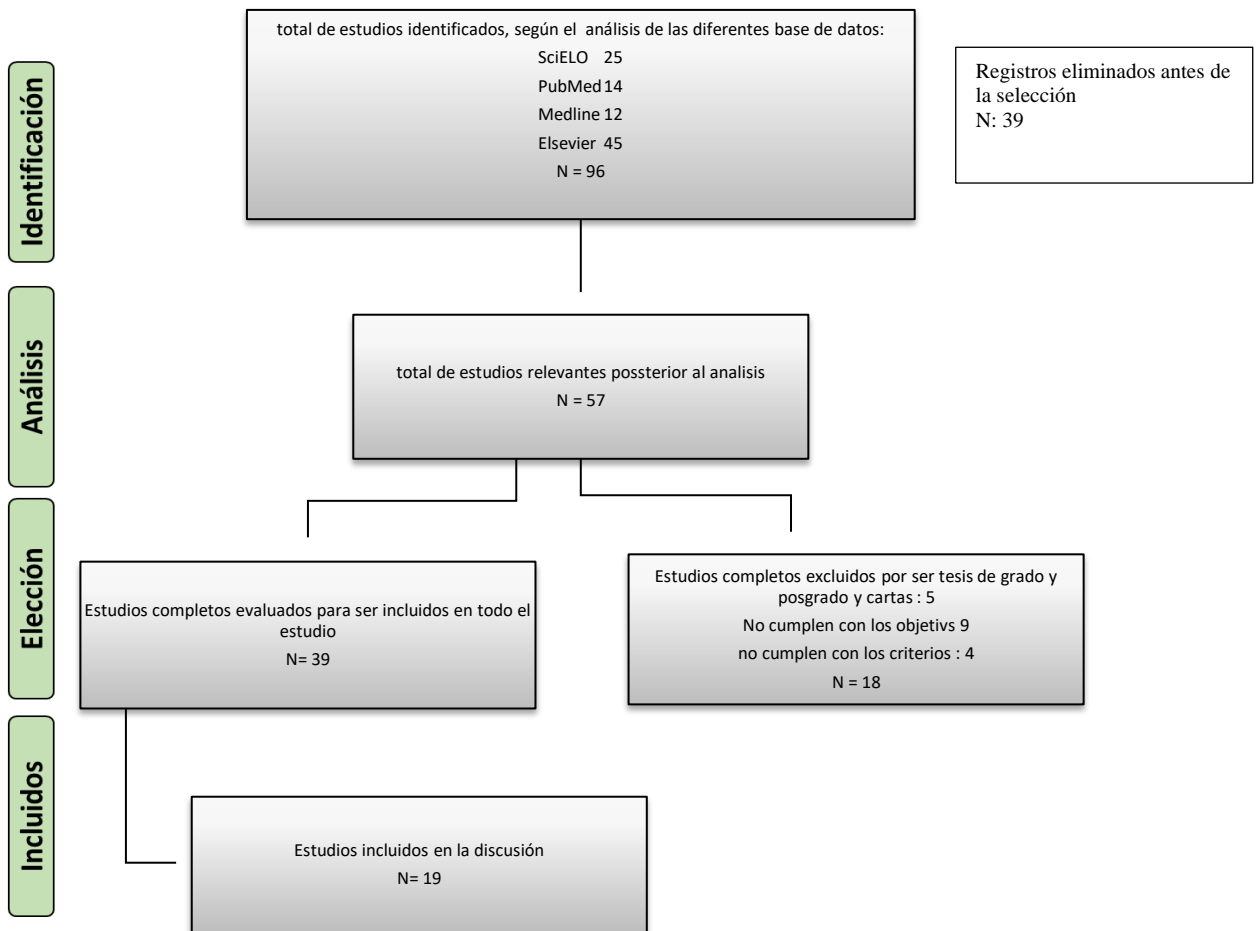 Identificación
total de estudios identificados, según el análisis de las diferentes base de datos:
SciELO 25
PubMed 14
Medline 12
Elsevier 45
N = 96
Registros eliminados antes de
la selección
N: 39
Análisis
total de estudios relevantes possterior al analisis
N = 57
Elección
Estudios completos evaluados para ser incluidos en todo el
estudio
N= 39
Estudios completos excluidos por ser tesis de grado y
posgrado y cartas : 5
No cumplen con los objetivs 9
no cumplen con los criterios : 4
N = 18
Incluidos
Estudios incluidos en la discusión
N= 19